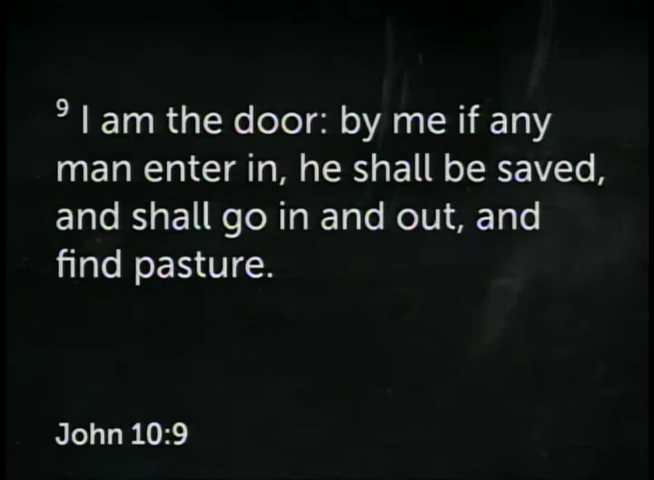 ⁹ I am the door: by me if any
man enter in, he shall be saved,
and shall go in and out, and
find pasture.
John 10:9